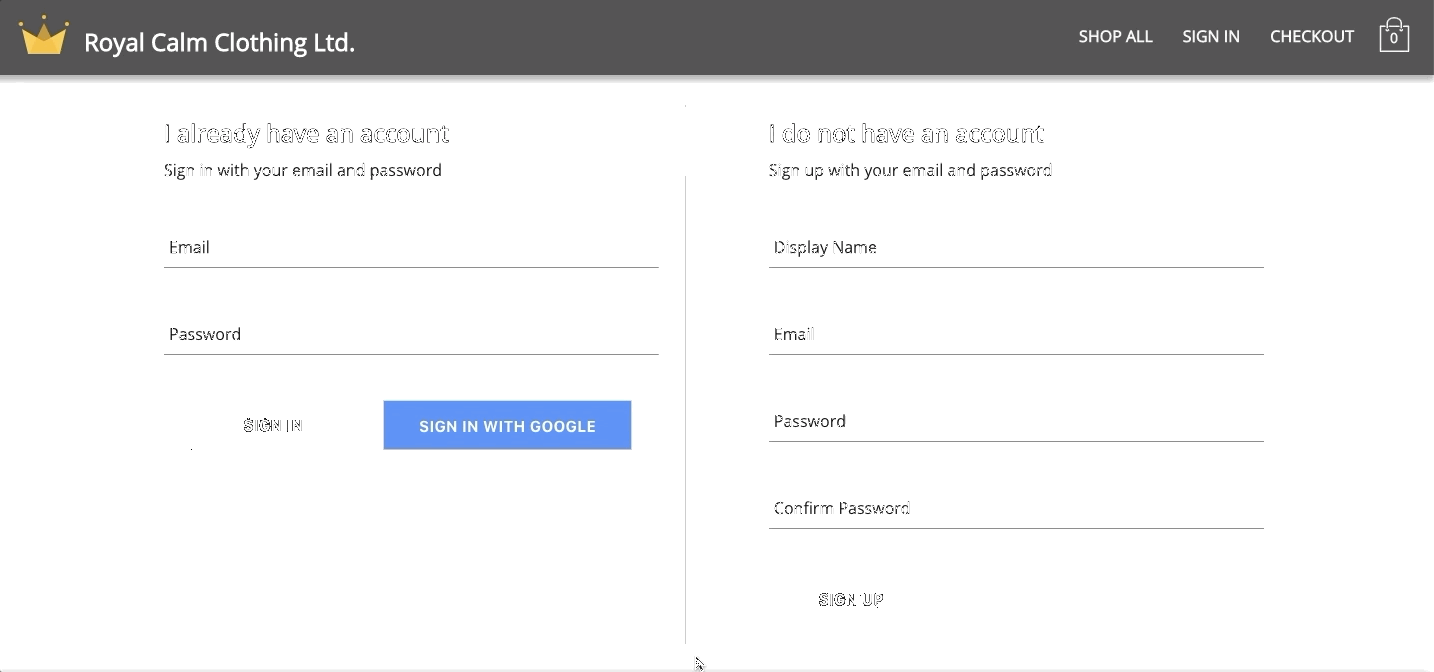 Royal Calm Clothing Ltd.
SHOP ALL
SIGN IN
CHECKOUT
0
I already have an account
Sign in with your email and password
Email
Password
SIGN IN
SIGN IN WITH GOOGLE
I do not have an account
Sign up with your email and password
Display Name
Email
Password
Confirm Password
SIGN UP